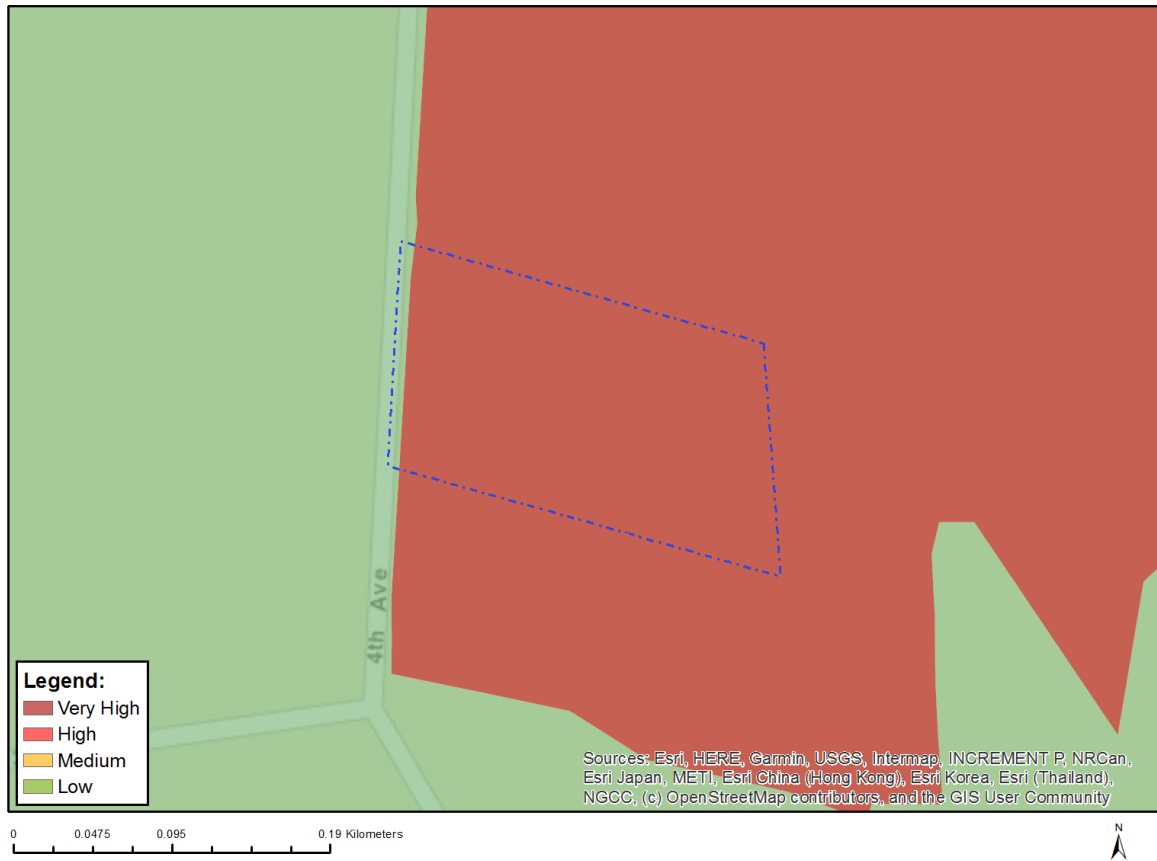 4th Ave
Legend:
Very High
High
Medium
Low
Sources: Esri, HERE, Garmin, USGS, Intermap, INCREMENT P, NRCan,
Esri Japan, METI, Esri China (Hong Kong), Esri Korea, Esri (Thailand),
NGCC, (c) OpenStreetMap contributors, and the GIS User Community
0 0.0475 0.095 0.19 Kilometers
N